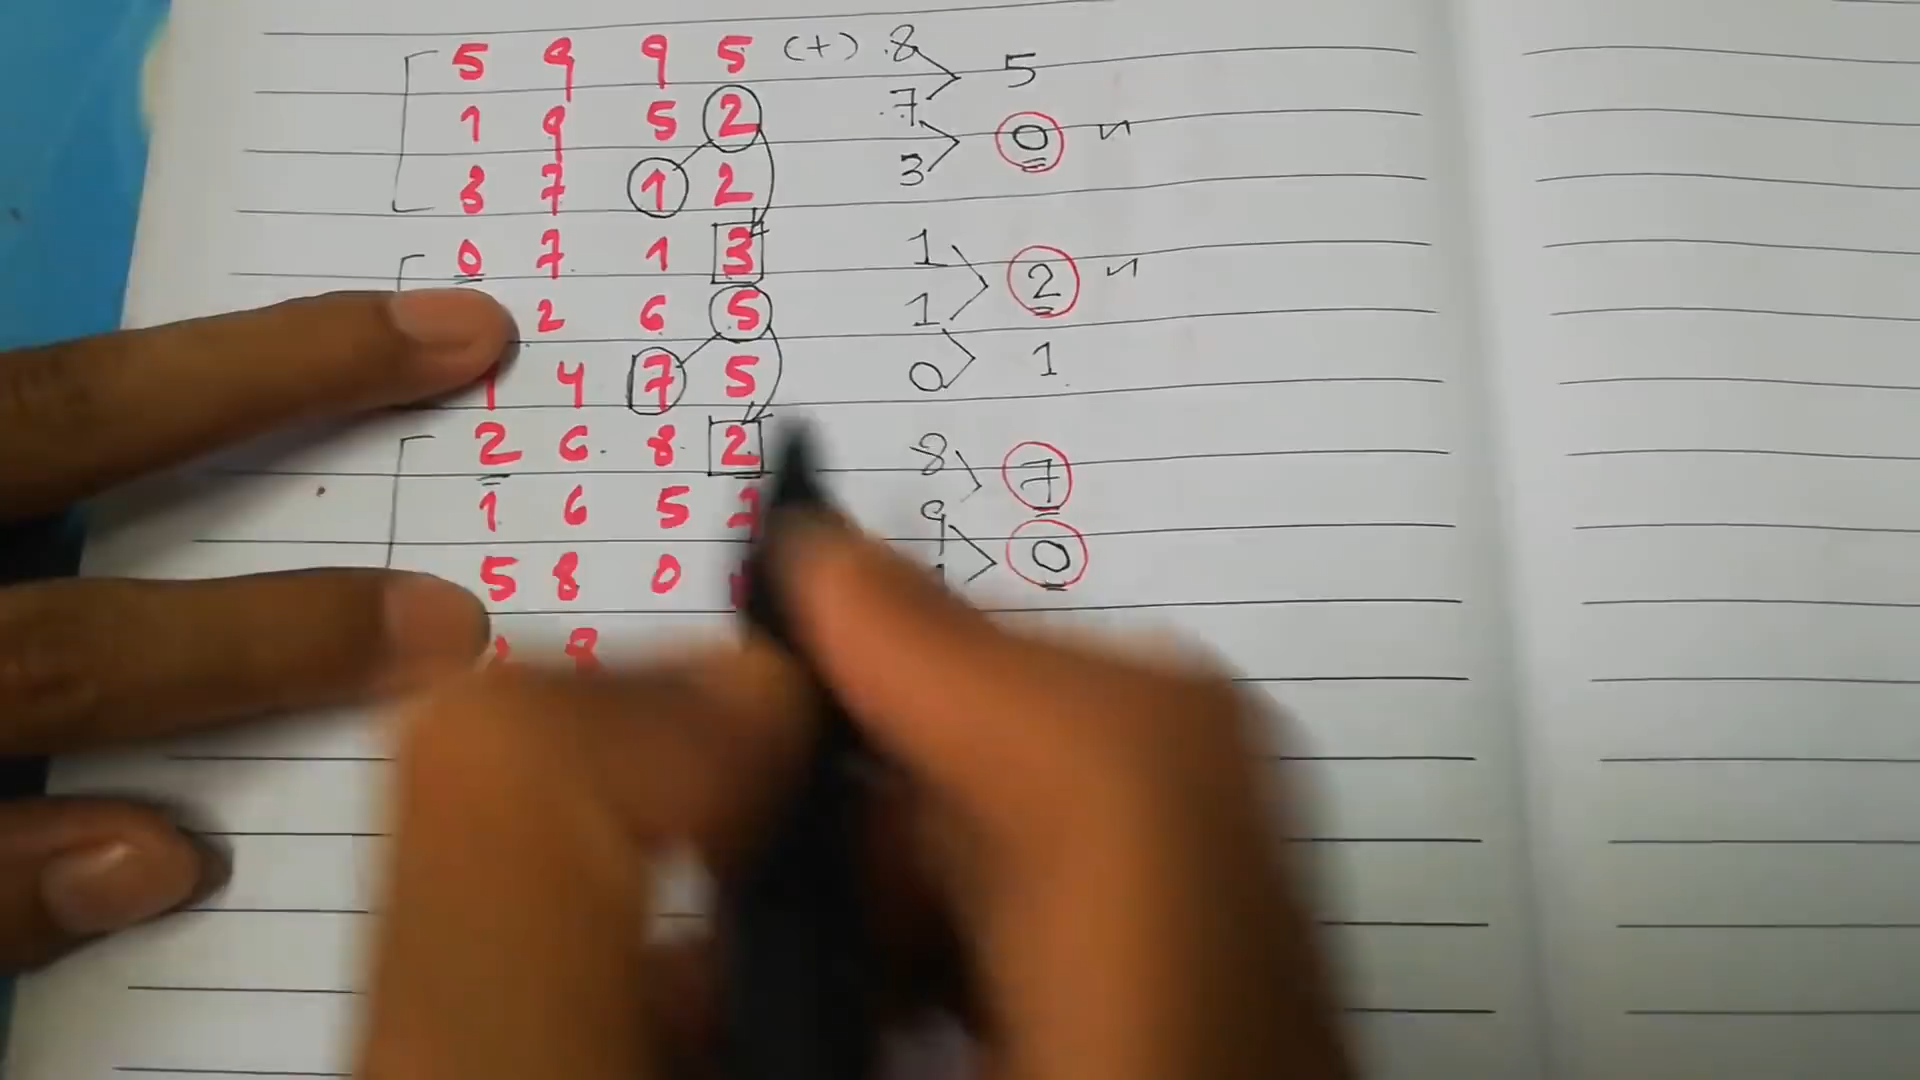 5 9 9 5 (+) 8 5
1 9 5 2 7 0 n
3 7 1 2 3
0 7 1 3 1 2 n
2 6 5 1
1 4 7 5 0 1
2 6 8 2 8 7
1 6 5 9 0
5 8 0
8